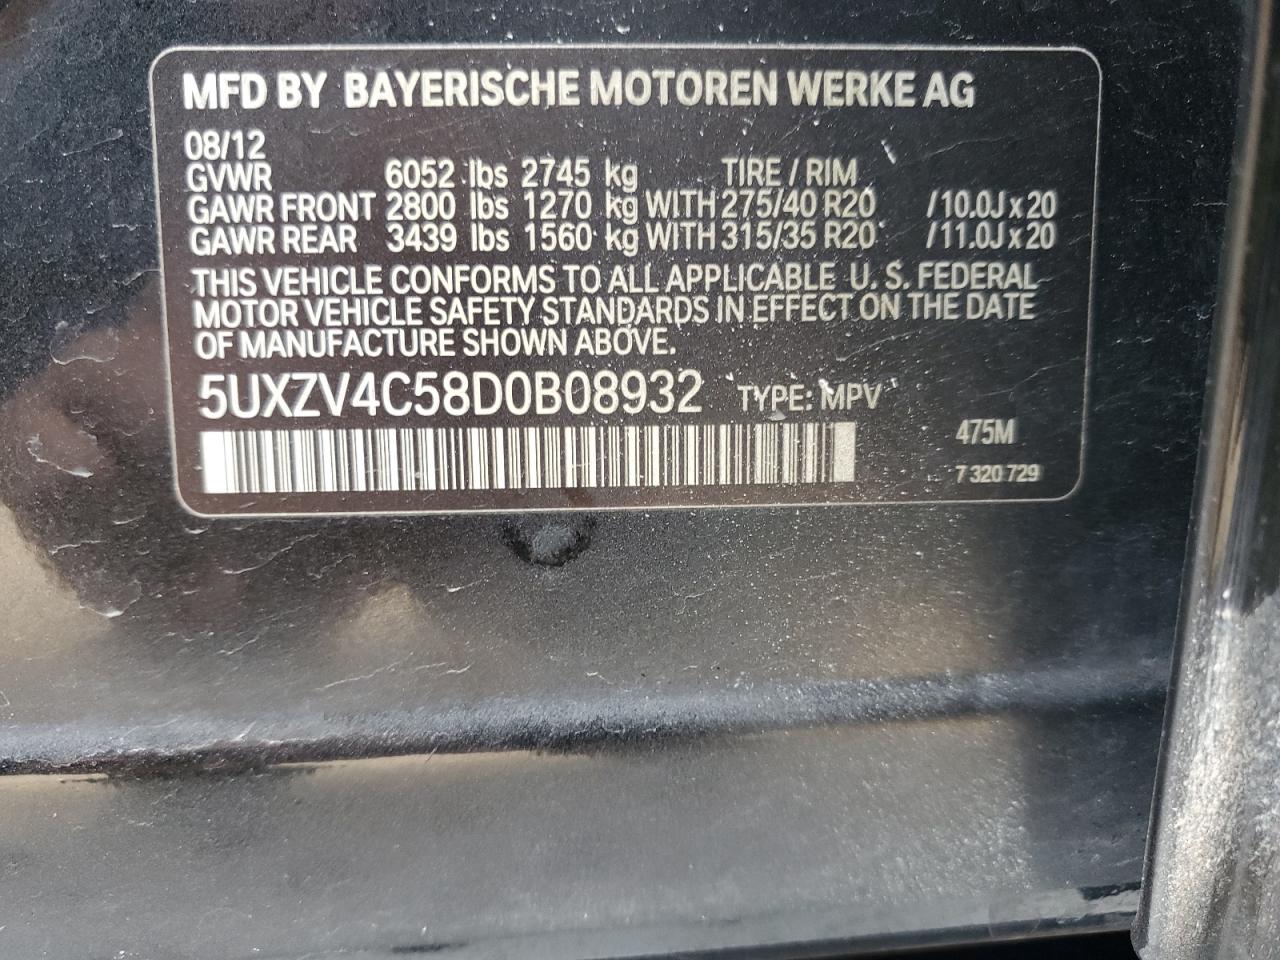 MFD BY BAYERISCHE MOTOREN WERKE AG
08/12
GVWR 6052 lbs 2745 kg TIRE / RIM
GAWR FRONT 2800 lbs 1270 kg WITH 275/40 R20 /10.0J x 20
GAWR REAR 3439 lbs 1560 kg WITH 315/35 R20 /11.0J x 20
THIS VEHICLE CONFORMS TO ALL APPLICABLE U. S. FEDERAL
MOTOR VEHICLE SAFETY STANDARDS IN EFFECT ON THE DATE
OF MANUFACTURE SHOWN ABOVE.
5UXZV4C58D0B08932 TYPE: MPV
475M
7 320 729